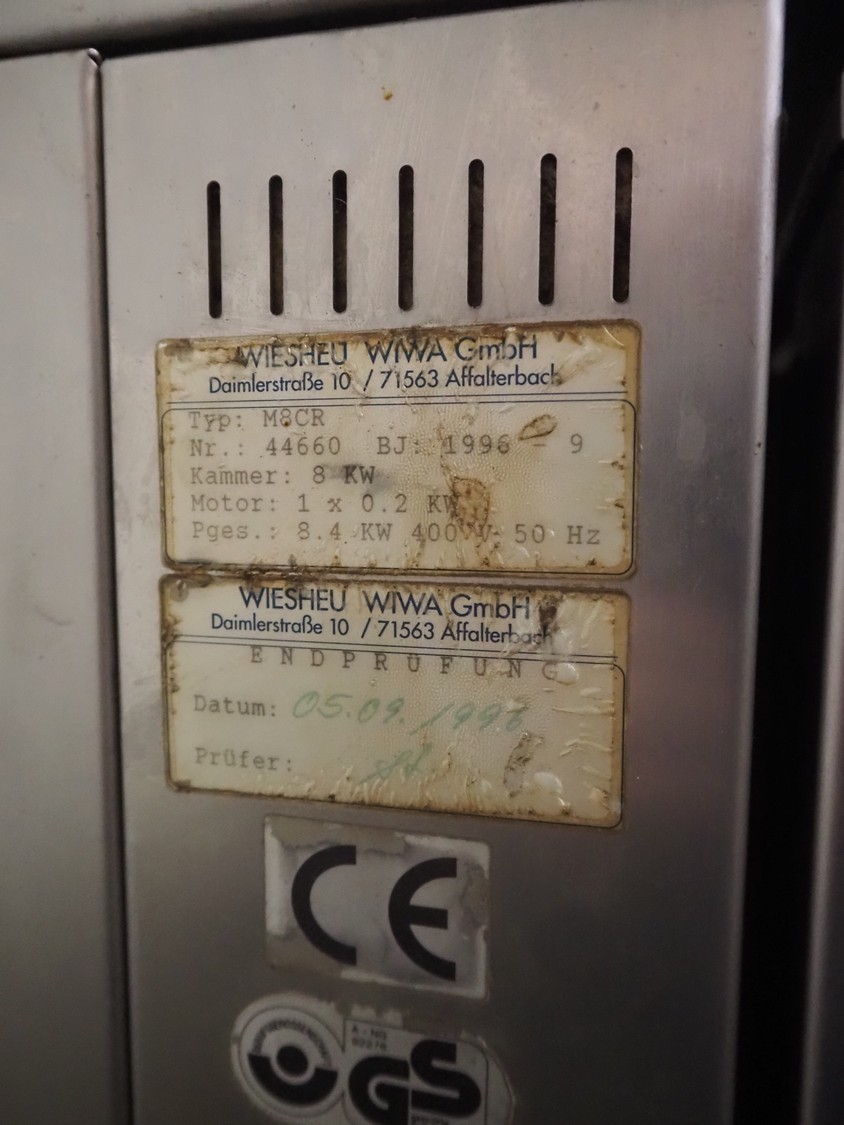 WIESHEU WIWA GmbH
Daimlerstraße 10 / 71563 Affalterbach
Typ: M8CR
Nr.: 44660 BJ: 1996 - 9
Kammer: 8 KW
Motor: 1 x 0.2 KW
Pges.: 8.4 KW 400 V 50 Hz
WIESHEU WIWA GmbH
Daimlerstraße 10 / 71563 Affalterbach
ENDPRÜFUNG
Datum: 05.09.1996
Prüfer:
CE
GS